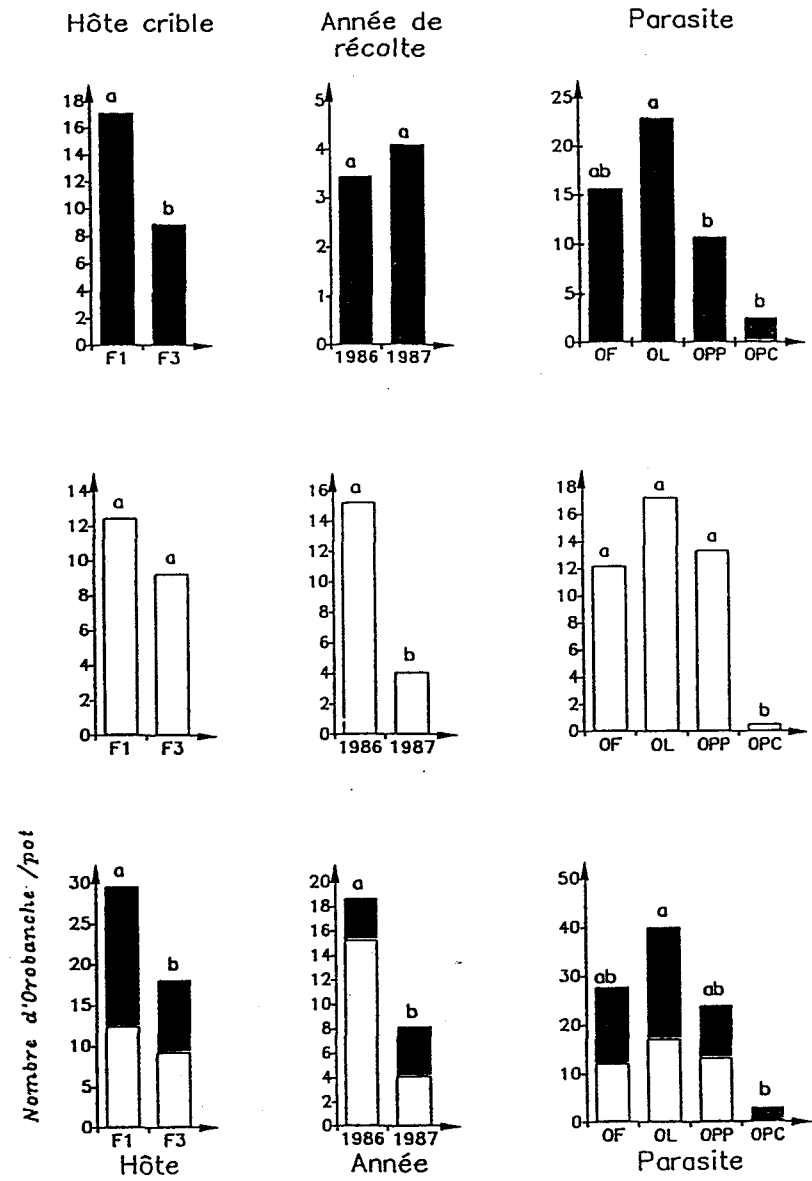 Hôte crible
Année de
récolte
Parasite
18
16
14
12
10
8
6
4
2
0
a
b
F1 F3
5
4
3
2
1
0
a
a
1986 1987
25
20
15
10
5
0
ab
a
b
b
OF OL OPP OPC
14
12
10
8
6
4
2
0
a
a
F1 F3
16
14
12
10
8
6
4
2
0
a
b
1986 1987
18
16
14
12
10
8
6
4
2
0
a
a
a
b
OF OL OPP OPC
Nombre d'Orobanche /pot
30
25
20
15
10
5
0
a
b
F1 F3
Hôte
20
18
16
14
12
10
8
6
4
2
0
a
b
1986 1987
Année
50
40
30
20
10
0
ab
a
ab
b
OF OL OPP OPC
Parasite